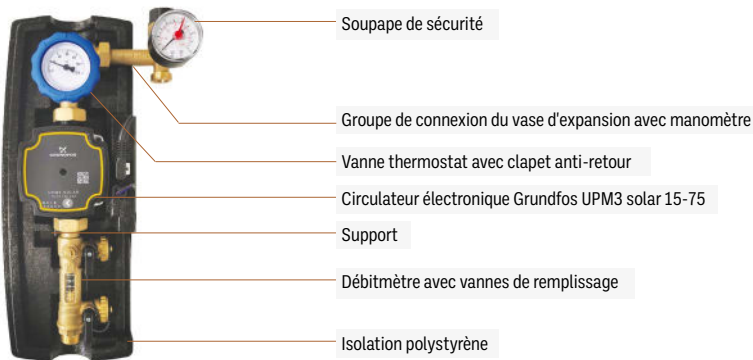 Soupape de sécurité
Groupe de connexion du vase d'expansion avec manomètre
Vanne thermostat avec clapet anti-retour
Circulateur électronique Grundfos UPM3 solar 15-75
Support
Débitmètre avec vannes de remplissage
Isolation polystyrène